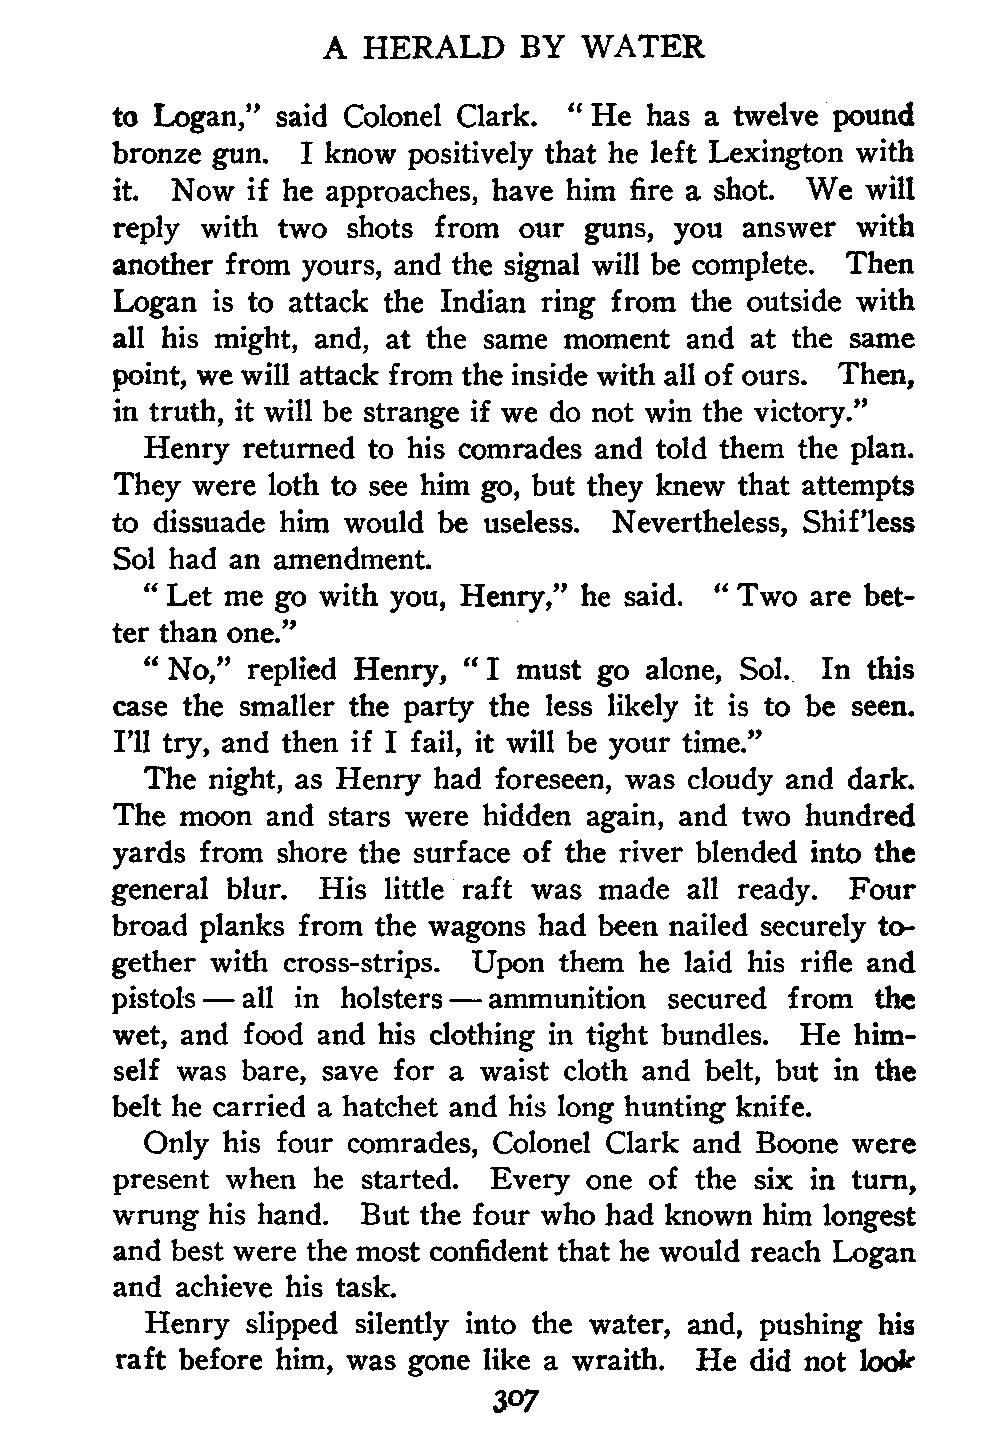 A HERALD BY WATER
to Logan,” said Colonel Clark. “ He has a twelve pound
bronze gun. I know positively that he left Lexington with
it. Now if he approaches, have him fire a shot. We will
reply with two shots from our guns, you answer with
another from yours, and the signal will be complete. Then
Logan is to attack the Indian ring from the outside with
all his might, and, at the same moment and at the same
point, we will attack from the inside with all of ours. Then,
in truth, it will be strange if we do not win the victory.”
Henry returned to his comrades and told them the plan.
They were loth to see him go, but they knew that attempts
to dissuade him would be useless. Nevertheless, Shif’less
Sol had an amendment.
“ Let me go with you, Henry,” he said. “ Two are bet-
ter than one.”
“ No,” replied Henry, “ I must go alone, Sol. In this
case the smaller the party the less likely it is to be seen.
I’ll try, and then if I fail, it will be your time.”
The night, as Henry had foreseen, was cloudy and dark.
The moon and stars were hidden again, and two hundred
yards from shore the surface of the river blended into the
general blur. His little raft was made all ready. Four
broad planks from the wagons had been nailed securely to-
gether with cross-strips. Upon them he laid his rifle and
pistols — all in holsters — ammunition secured from the
wet, and food and his clothing in tight bundles. He him-
self was bare, save for a waist cloth and belt, but in the
belt he carried a hatchet and his long hunting knife.
Only his four comrades, Colonel Clark and Boone were
present when he started. Every one of the six in turn,
wrung his hand. But the four who had known him longest
and best were the most confident that he would reach Logan
and achieve his task.
Henry slipped silently into the water, and, pushing his
raft before him, was gone like a wraith. He did not look
307